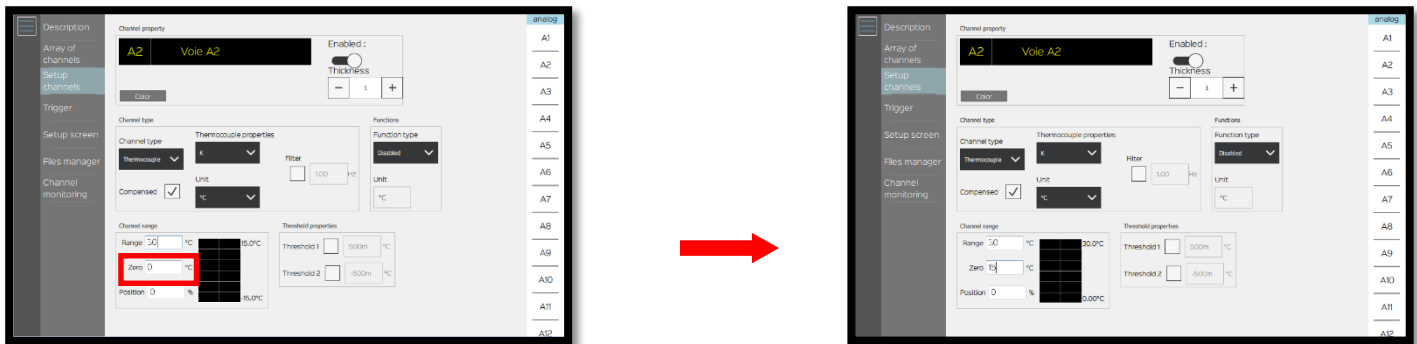 analog
Description
Channel property
A2 Voie A2
Enabled :
Thickness
- 1 +
Color
Array of
channels
Setup
channels
Trigger
Setup screen
Files manager
Channel
monitoring
Channel type
Functions
Channel type
Thermocouple properties
Function type
Thermocouple
K
Filter
1.00 Hz
Disabled
Compensed
Unit
°C
Unit
°C
Channel range
Threshold properties
Range 30 °C
15.0°C
Zero 0 °C
Position 0 %
-15.0°C
Threshold 1 500m °C
Threshold 2 -500m °C
A1
A2
A3
A4
A5
A6
A7
A8
A9
A10
A11
A12
analog
Description
Channel property
A2 Voie A2
Enabled :
Thickness
- 1 +
Color
Array of
channels
Setup
channels
Trigger
Setup screen
Files manager
Channel
monitoring
Channel type
Functions
Channel type
Thermocouple properties
Function type
Thermocouple
K
Filter
1.00 Hz
Disabled
Compensed
Unit
°C
Unit
°C
Channel range
Threshold properties
Range 30 °C
30.0°C
Zero 15 °C
Position 0 %
0.00°C
Threshold 1 500m °C
Threshold 2 -500m °C
A1
A2
A3
A4
A5
A6
A7
A8
A9
A10
A11
A12